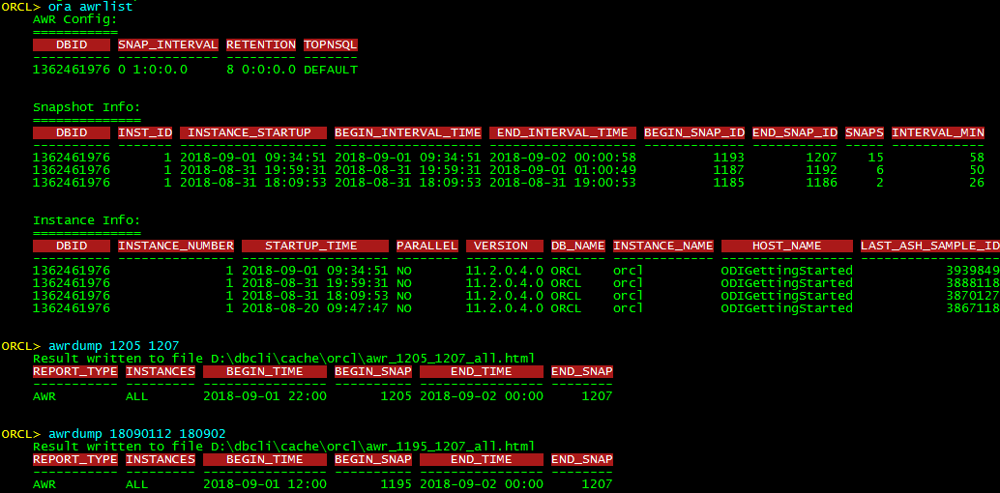 ORCL> ora awrlist
    AWR Config:
    ===========
       DBID   SNAP_INTERVAL RETENTION TOPNSQL
    ---------- ------------- --------- -------
    1362461976 0 1:0:0.0     8 0:0:0.0 DEFAULT
    Snapshot Info:
    ==============
       DBID    INST_ID  INSTANCE_STARTUP   BEGIN_INTERVAL_TIME  END_INTERVAL_TIME  BEGIN_SNAP_ID END_SNAP_ID SNAPS INTERVAL_MIN
    ---------- ------- ------------------- ------------------- ------------------- ------------- ----------- ----- ------------
    1362461976       1 2018-09-01 09:34:51 2018-09-01 09:34:51 2018-09-02 00:00:58          1193        1207    15           58
    1362461976       1 2018-08-31 19:59:31 2018-08-31 19:59:31 2018-09-01 01:00:49          1187        1192     6           50
    1362461976       1 2018-08-31 18:09:53 2018-08-31 18:09:53 2018-08-31 19:00:53          1185        1186     2           26
    Instance Info:
    ==============
       DBID    INSTANCE_NUMBER    STARTUP_TIME     PARALLEL  VERSION   DB_NAME INSTANCE_NAME     HOST_NAME     LAST_ASH_SAMPLE_ID
    ---------- --------------- ------------------- -------- ---------- ------- ------------- ----------------- ------------------
    1362461976               1 2018-09-01 09:34:51 NO       11.2.0.4.0 ORCL    orcl          ODIGettingStarted            3939849
    1362461976               1 2018-08-31 19:59:31 NO       11.2.0.4.0 ORCL    orcl          ODIGettingStarted            3888118
    1362461976               1 2018-08-31 18:09:53 NO       11.2.0.4.0 ORCL    orcl          ODIGettingStarted            3870127
    1362461976               1 2018-08-20 09:47:47 NO       11.2.0.4.0 ORCL    orcl          ODIGettingStarted            3867118
ORCL> awrdump 1205 1207
    Result written to file D:\dbcli\cache\orcl\awr_1205_1207_all.html
    REPORT_TYPE INSTANCES    BEGIN_TIME    BEGIN_SNAP     END_TIME     END_SNAP
    ----------- --------- ---------------- ---------- ---------------- --------
    AWR         ALL       2018-09-01 22:00       1205 2018-09-02 00:00     1207
ORCL> awrdump 18090112 180902
    Result written to file D:\dbcli\cache\orcl\awr_1195_1207_all.html
    REPORT_TYPE INSTANCES    BEGIN_TIME    BEGIN_SNAP     END_TIME     END_SNAP
    ----------- --------- ---------------- ---------- ---------------- --------
    AWR         ALL       2018-09-01 12:00       1195 2018-09-02 00:00     1207